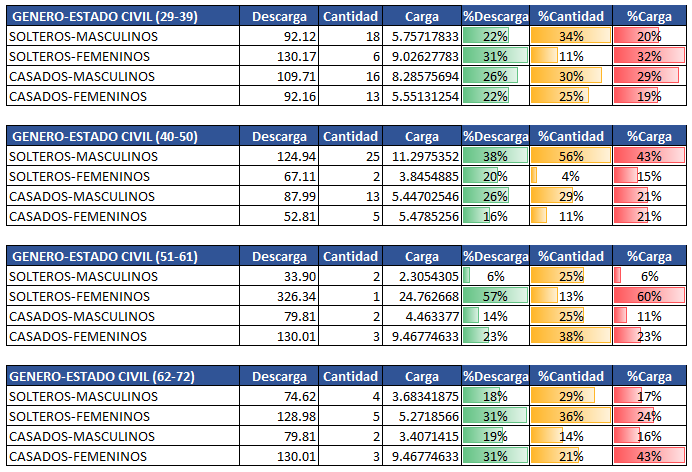 GENERO-ESTADO CIVIL (29-39) Descarga Cantidad Carga %Descarga %Cantidad %Carga
SOLTEROS-MASCULINOS 92.12 18 5.75717833 22% 34% 20%
SOLTEROS-FEMENINOS 130.17 6 9.02627783 31% 11% 32%
CASADOS-MASCULINOS 109.71 16 8.28575694 26% 30% 29%
CASADOS-FEMENINOS 92.16 13 5.55131254 22% 25% 19%
GENERO-ESTADO CIVIL (40-50) Descarga Cantidad Carga %Descarga %Cantidad %Carga
SOLTEROS-MASCULINOS 124.94 25 11.2975352 38% 56% 43%
SOLTEROS-FEMENINOS 67.11 2 3.8454885 20% 4% 15%
CASADOS-MASCULINOS 87.99 13 5.44702546 26% 29% 21%
CASADOS-FEMENINOS 52.81 5 5.4785256 16% 11% 21%
GENERO-ESTADO CIVIL (51-61) Descarga Cantidad Carga %Descarga %Cantidad %Carga
SOLTEROS-MASCULINOS 33.90 2 2.3054305 6% 25% 6%
SOLTEROS-FEMENINOS 326.34 1 24.762668 57% 13% 60%
CASADOS-MASCULINOS 79.81 2 4.463377 14% 25% 11%
CASADOS-FEMENINOS 130.01 3 9.46774633 23% 38% 23%
GENERO-ESTADO CIVIL (62-72) Descarga Cantidad Carga %Descarga %Cantidad %Carga
SOLTEROS-MASCULINOS 74.62 4 3.68341875 18% 29% 17%
SOLTEROS-FEMENINOS 128.98 5 5.2718566 31% 36% 24%
CASADOS-MASCULINOS 79.81 2 3.4071415 19% 14% 16%
CASADOS-FEMENINOS 130.01 3 9.46774633 31% 21% 43%